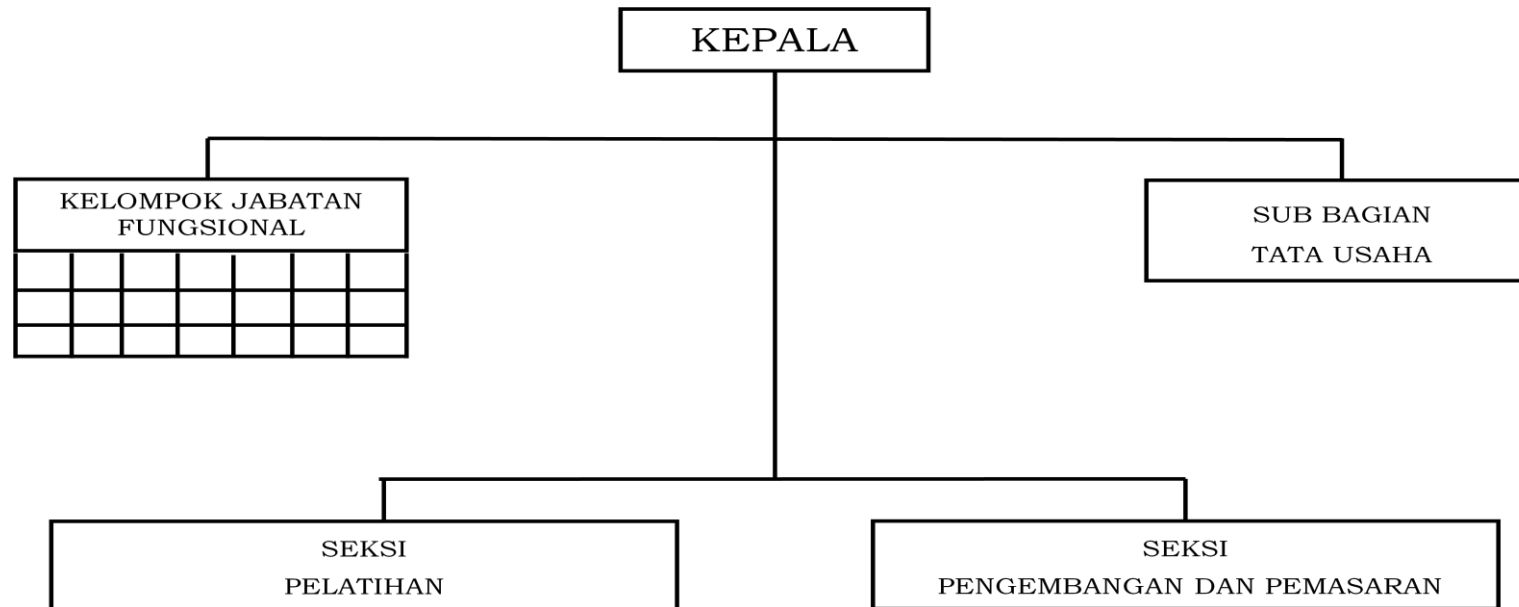 KEPALA
KELOMPOK JABATAN
FUNGSIONAL
SUB BAGIAN
TATA USAHA
SEKSI
PELATIHAN
SEKSI
PENGEMBANGAN DAN PEMASARAN